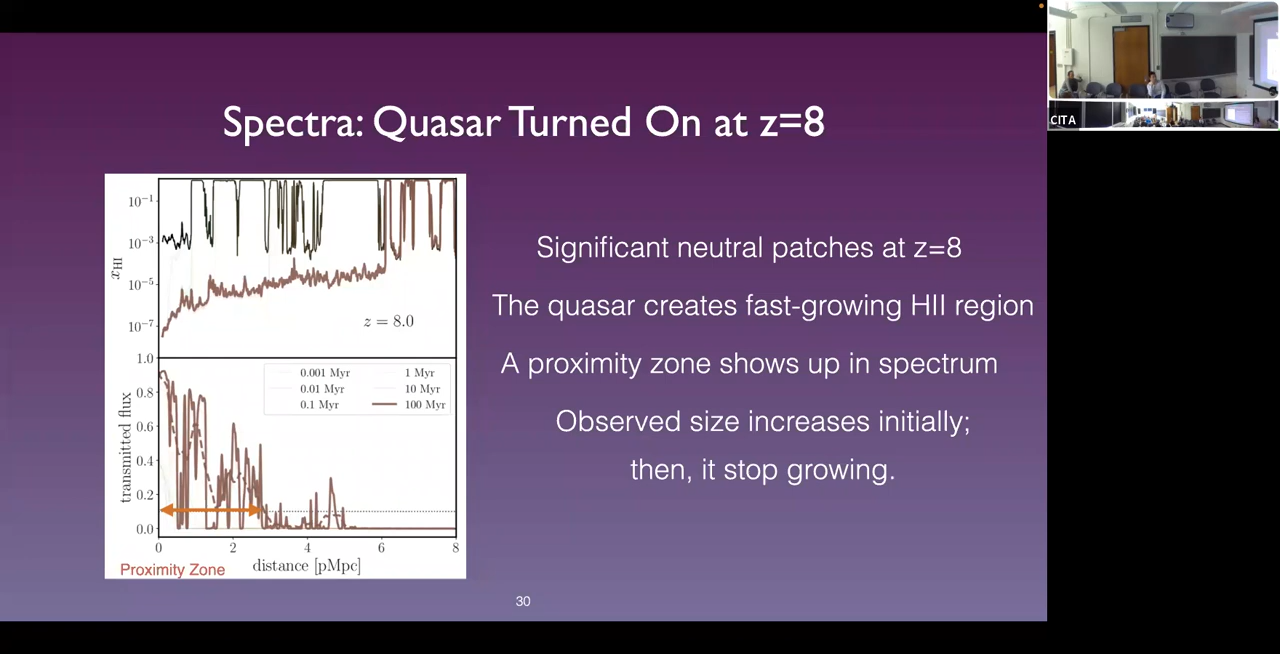 Spectra: Quasar Turned On at z=8
10⁻¹
10⁻³
10⁻⁵
10⁻⁷
xHI
z = 8.0
1.0
0.8
0.6
0.4
0.2
0.0
transmitted flux
0.001 Myr
0.01 Myr
0.1 Myr
1 Myr
10 Myr
100 Myr
0 2 4 6 8
distance [pMpc]
Proximity Zone
Significant neutral patches at z=8
The quasar creates fast-growing HII region
A proximity zone shows up in spectrum
Observed size increases initially;
then, it stop growing.
30
CITA